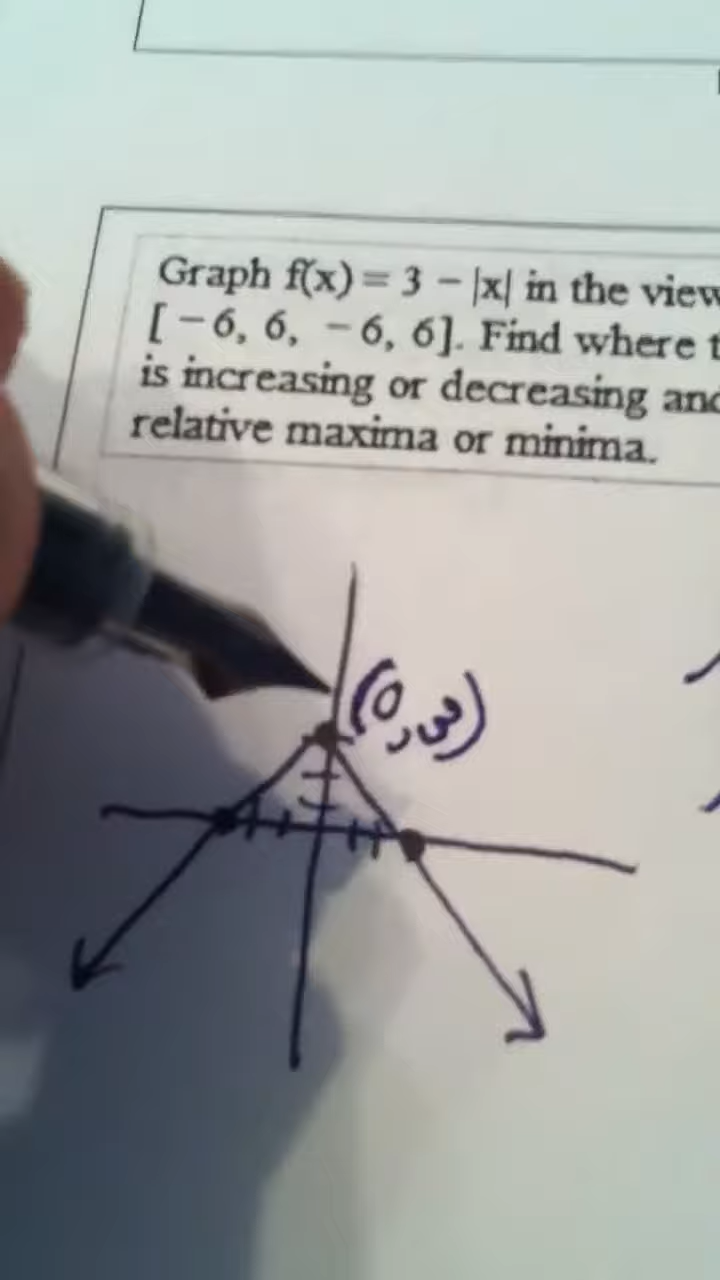 Graph f(x) = 3 - |x| in the view
[-6, 6, -6, 6]. Find where t
is increasing or decreasing and
relative maxima or minima.
(0,3)